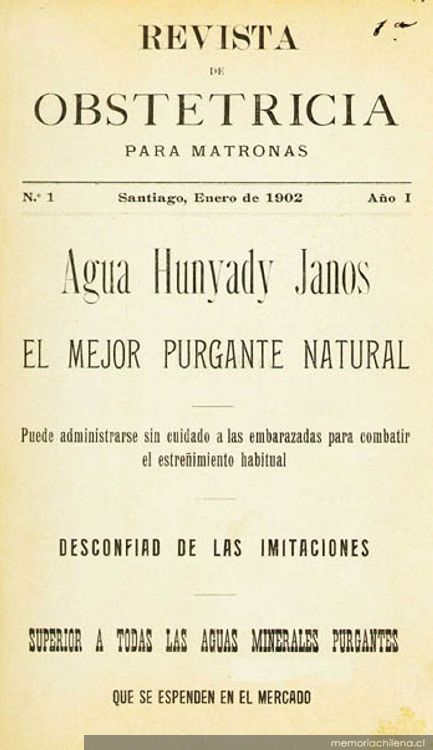 1ª
REVISTA
DE
OBSTETRICIA
PARA MATRONAS
N.º 1 Santiago, Enero de 1902 Año I
Agua Hunyady Janos
EL MEJOR PURGANTE NATURAL
Puede administrarse sin cuidado a las embarazadas para combatir
el estreñimiento habitual
DESCONFIAD DE LAS IMITACIONES
SUPERIOR A TODAS LAS AGUAS MINERALES PURGANTES
QUE SE ESPENDEN EN EL MERCADO
memoriachilena.cl